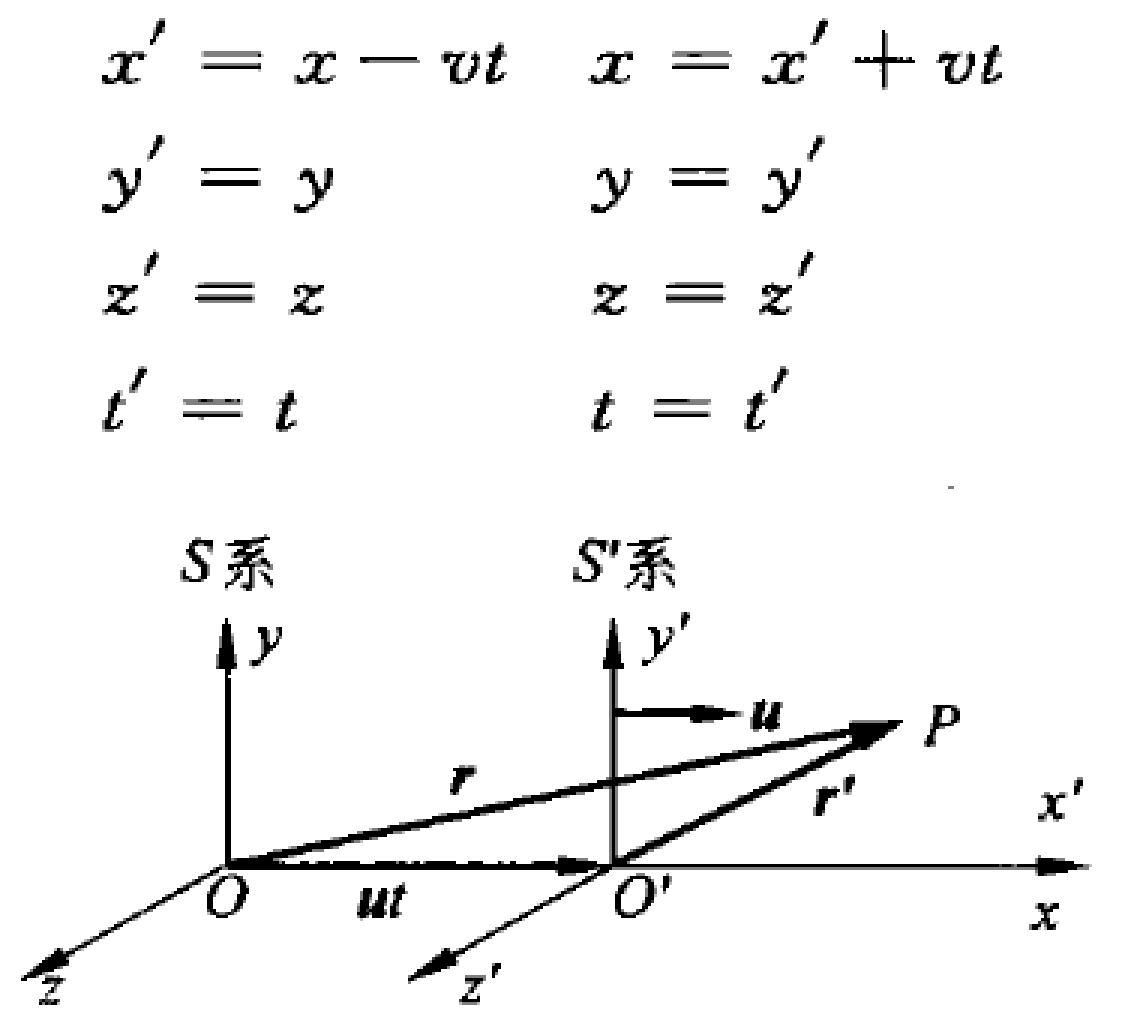 x′ = x − vt x = x′ + vt
y′ = y y = y′
z′ = z z = z′
t′ = t t = t′
S系 S′系
y y′
u
P
r
r′
x′
O ut O′ x
z z′